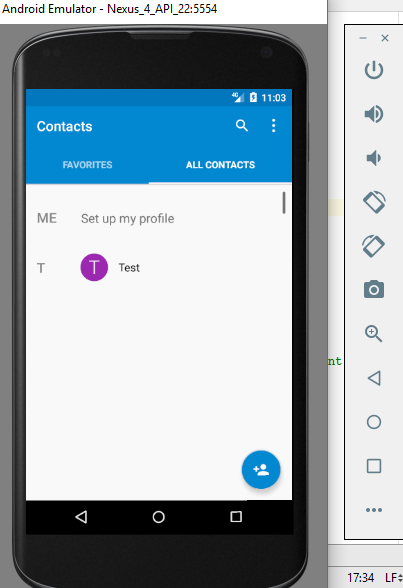 Android Emulator - Nexus_4_API_22:5554
4G 11:03
Contacts
FAVORITES ALL CONTACTS
ME Set up my profile
T T Test
nt
17:34 LF